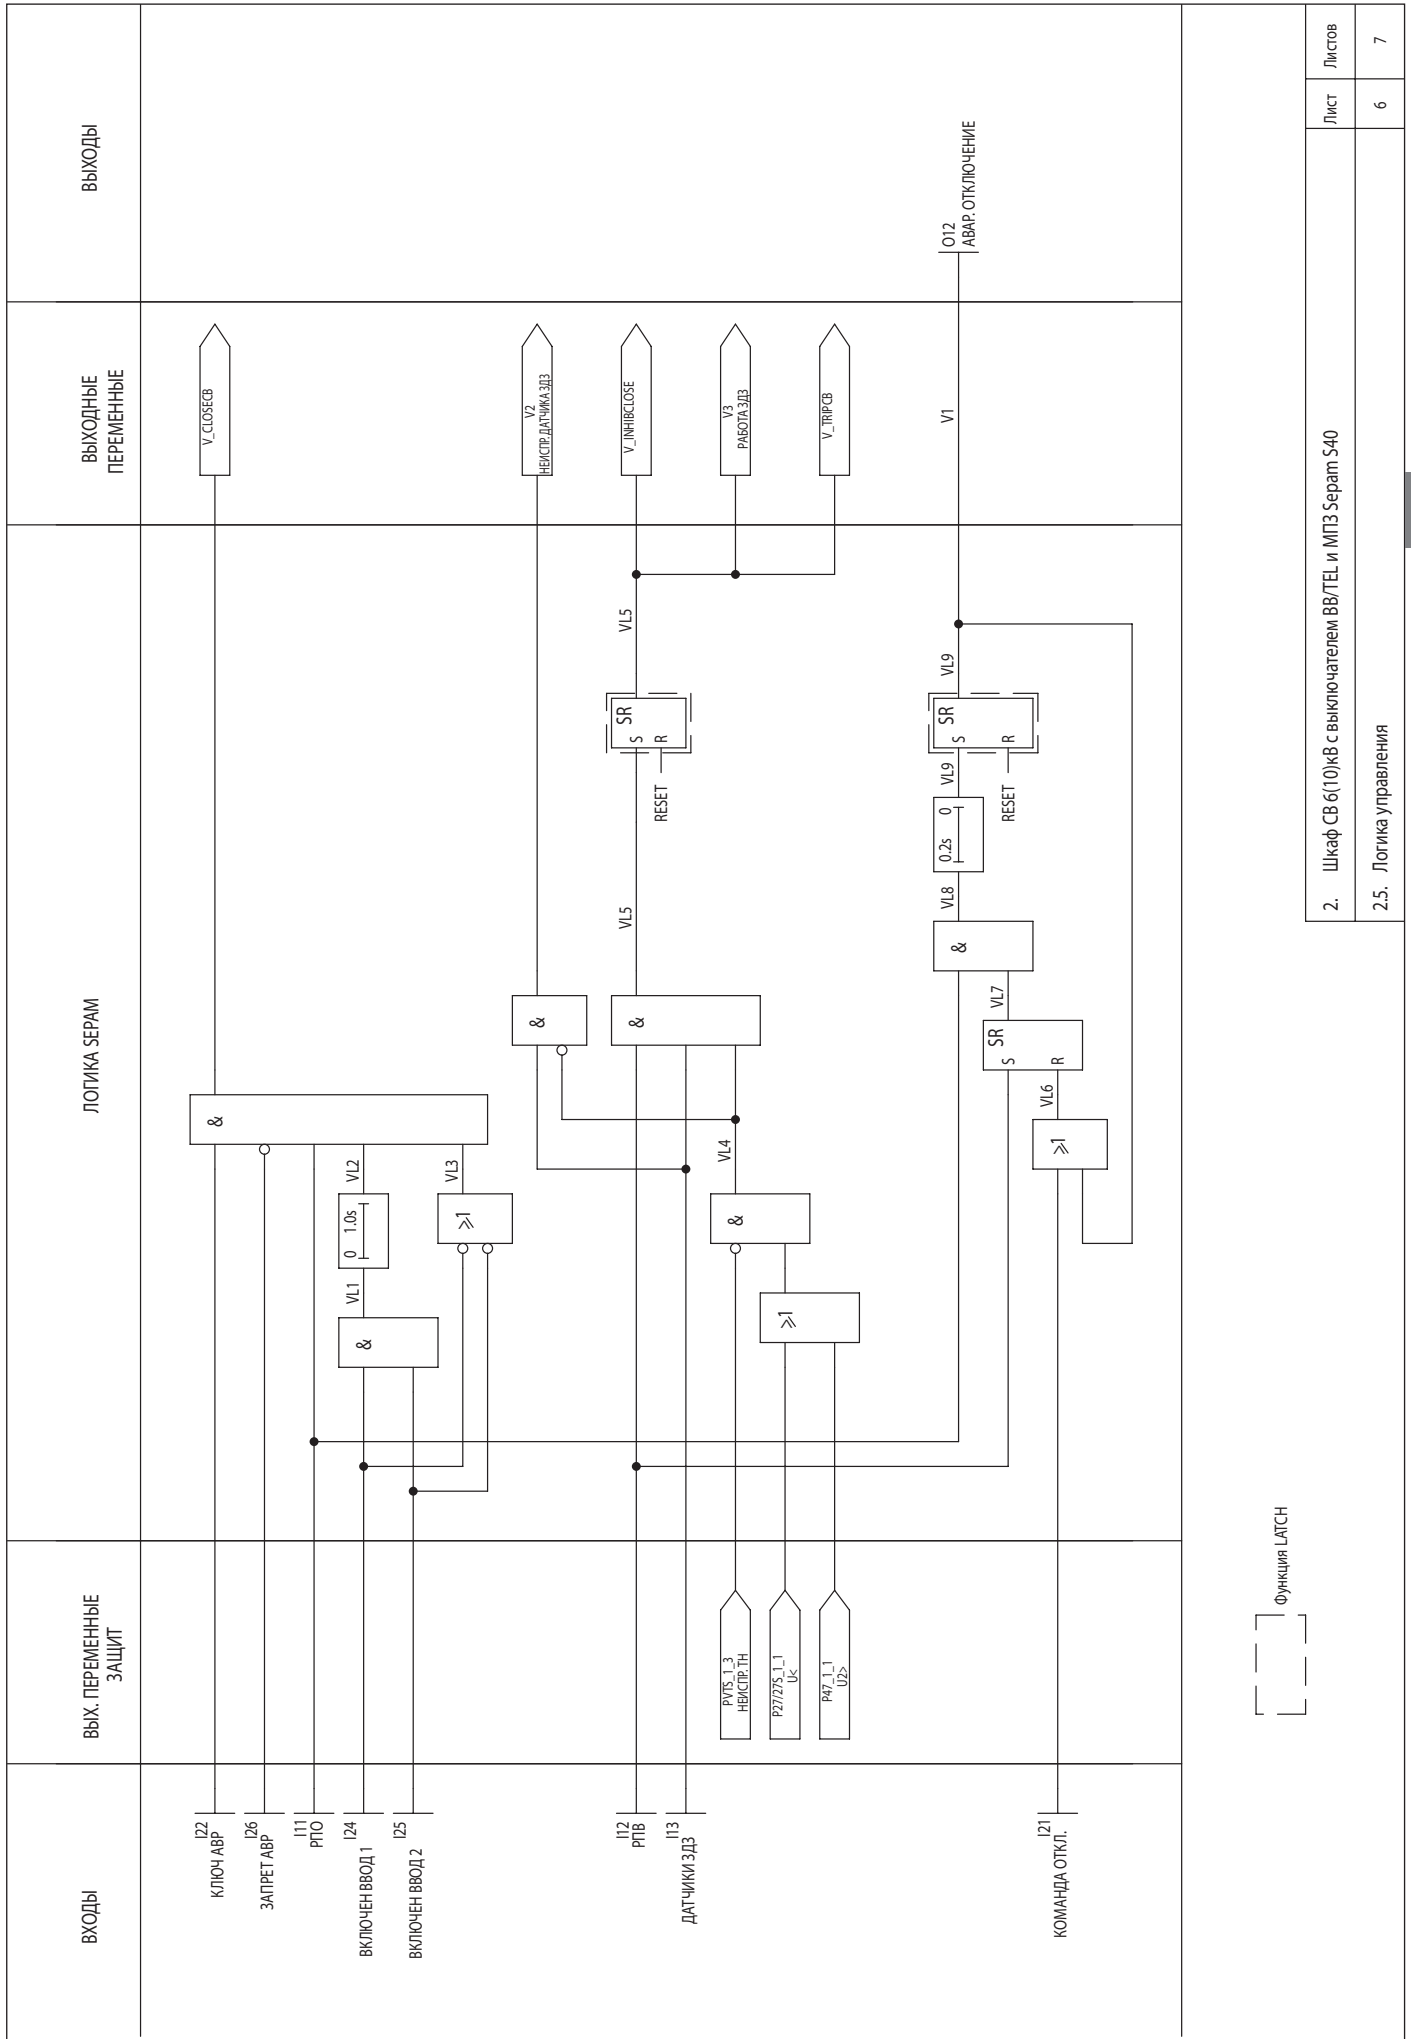 ВХОДЫ
ВЫХ. ПЕРЕМЕННЫЕ
ЗАЩИТ
ЛОГИКА SEPAM
ВЫХОДНЫЕ
ПЕРЕМЕННЫЕ
ВЫХОДЫ
I22
КЛЮЧ АВР
I26
ЗАПРЕТ АВР
I11
РПО
I24
ВКЛЮЧЕН ВВОД 1
I25
ВКЛЮЧЕН ВВОД 2
&
VL1
0 1.0s
VL2
≥1
VL3
&
V_CLOSECB
I12
РПВ
I13
ДАТЧИКИ ЗДЗ
PVTS_1_3
НЕИСПР. ТН
P27/27S_1_1
U<
P47_1_1
U2>
≥1
&
VL4
&
V2
НЕИСПР. ДАТЧИКА ЗДЗ
&
VL5
SR
S
R
RESET
VL5
V_INHIBCLOSE
V3
РАБОТА ЗДЗ
V_TRIPCB
I21
КОМАНДА ОТКЛ.
≥1
VL6
SR
S
R
VL7
&
VL8
0.2s 0
VL9
SR
S
R
RESET
VL9
V1
O12
АВАР. ОТКЛЮЧЕНИЕ
Функция LATCH
2. Шкаф СВ 6(10)кВ с выключателем BB/TEL и МПЗ Sepam S40
Лист
Листов
2.5. Логика управления
6
7